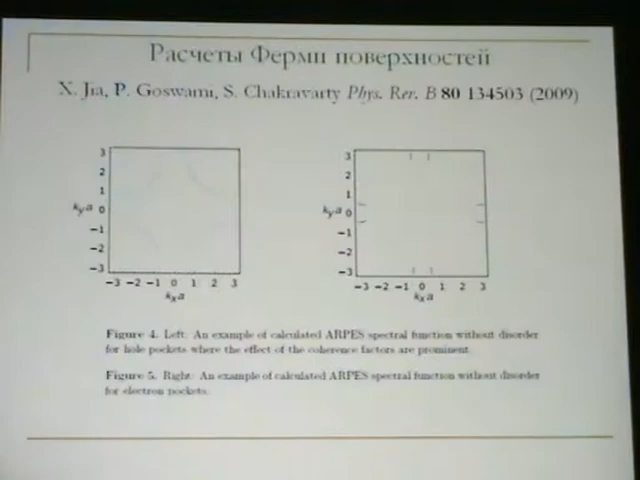 Расчеты Ферми поверхностей
X. Jia, P. Goswami, S. Chakravarty Phys. Rev. B 80 134503 (2009)
3
2
1
kya 0
−1
−2
−3
−3 −2 −1 0 1 2 3
kxa
3
2
1
kya 0
−1
−2
−3
−3 −2 −1 0 1 2 3
kxa
Figure 4. Left: An example of calculated ARPES spectral function without disorder
for hole pockets where the effect of the coherence factors are prominent.
Figure 5. Right: An example of calculated ARPES spectral function without disorder
for electron pockets.